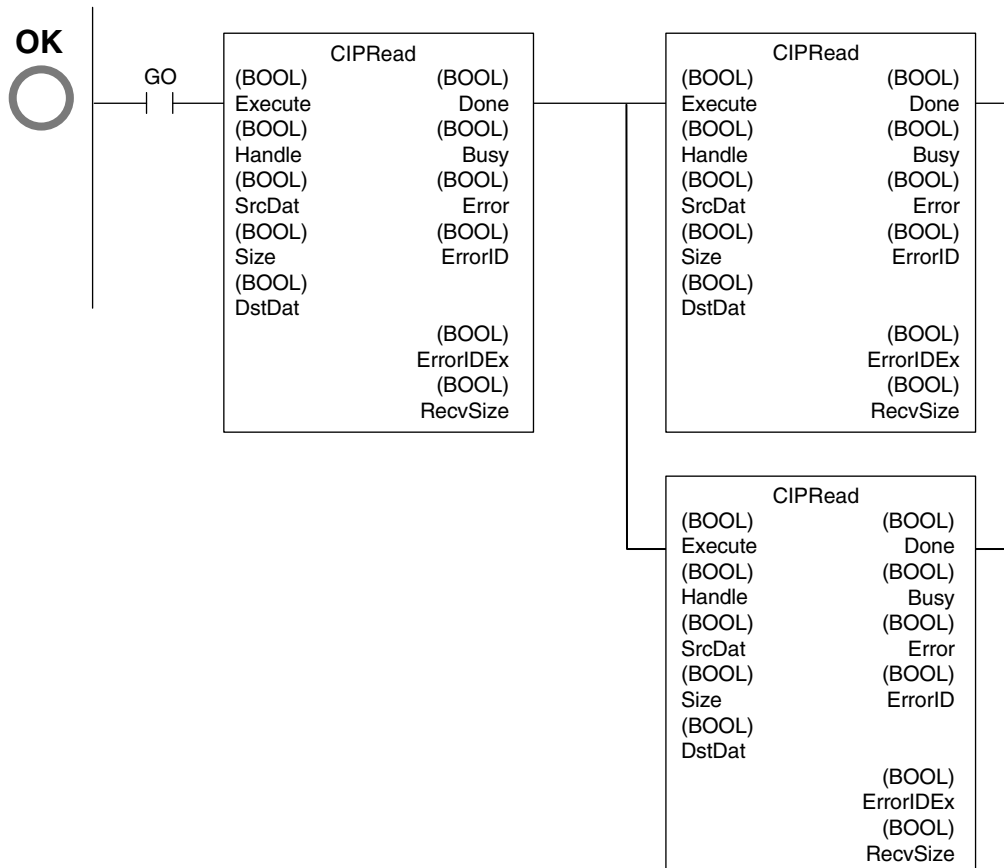 OK
GO
CIPRead
(BOOL) (BOOL)
Execute Done
(BOOL) (BOOL)
Handle Busy
(BOOL) (BOOL)
SrcDat Error
(BOOL) (BOOL)
Size ErrorID
(BOOL)
DstDat
(BOOL)
ErrorIDEx
(BOOL)
RecvSize
CIPRead
(BOOL) (BOOL)
Execute Done
(BOOL) (BOOL)
Handle Busy
(BOOL) (BOOL)
SrcDat Error
(BOOL) (BOOL)
Size ErrorID
(BOOL)
DstDat
(BOOL)
ErrorIDEx
(BOOL)
RecvSize
CIPRead
(BOOL) (BOOL)
Execute Done
(BOOL) (BOOL)
Handle Busy
(BOOL) (BOOL)
SrcDat Error
(BOOL) (BOOL)
Size ErrorID
(BOOL)
DstDat
(BOOL)
ErrorIDEx
(BOOL)
RecvSize